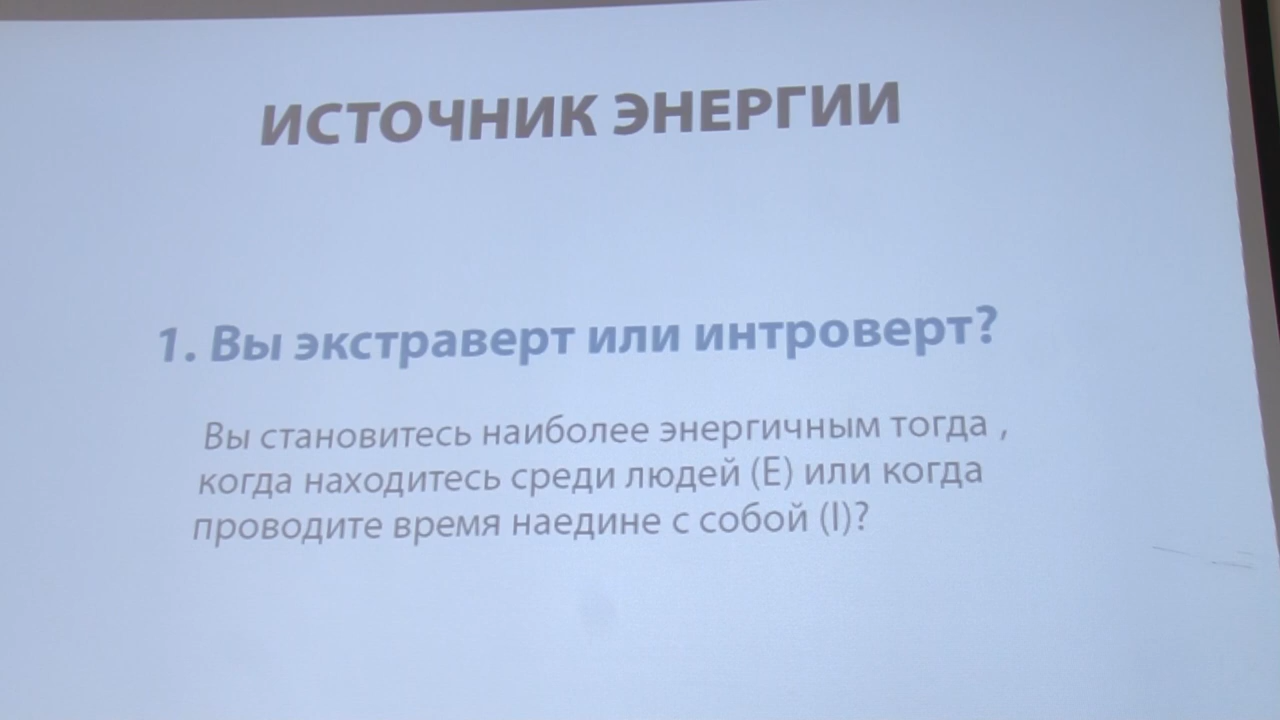 ИСТОЧНИК ЭНЕРГИИ
1. Вы экстраверт или интроверт?
Вы становитесь наиболее энергичным тогда ,
когда находитесь среди людей (E) или когда
проводите время наедине с собой (I)?